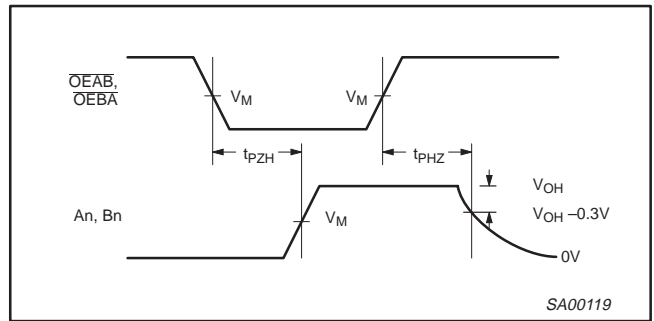 OEAB,
OEBA
VM
VM
tPZH
tPHZ
An, Bn
VM
VOH
VOH –0.3V
0V
SA00119